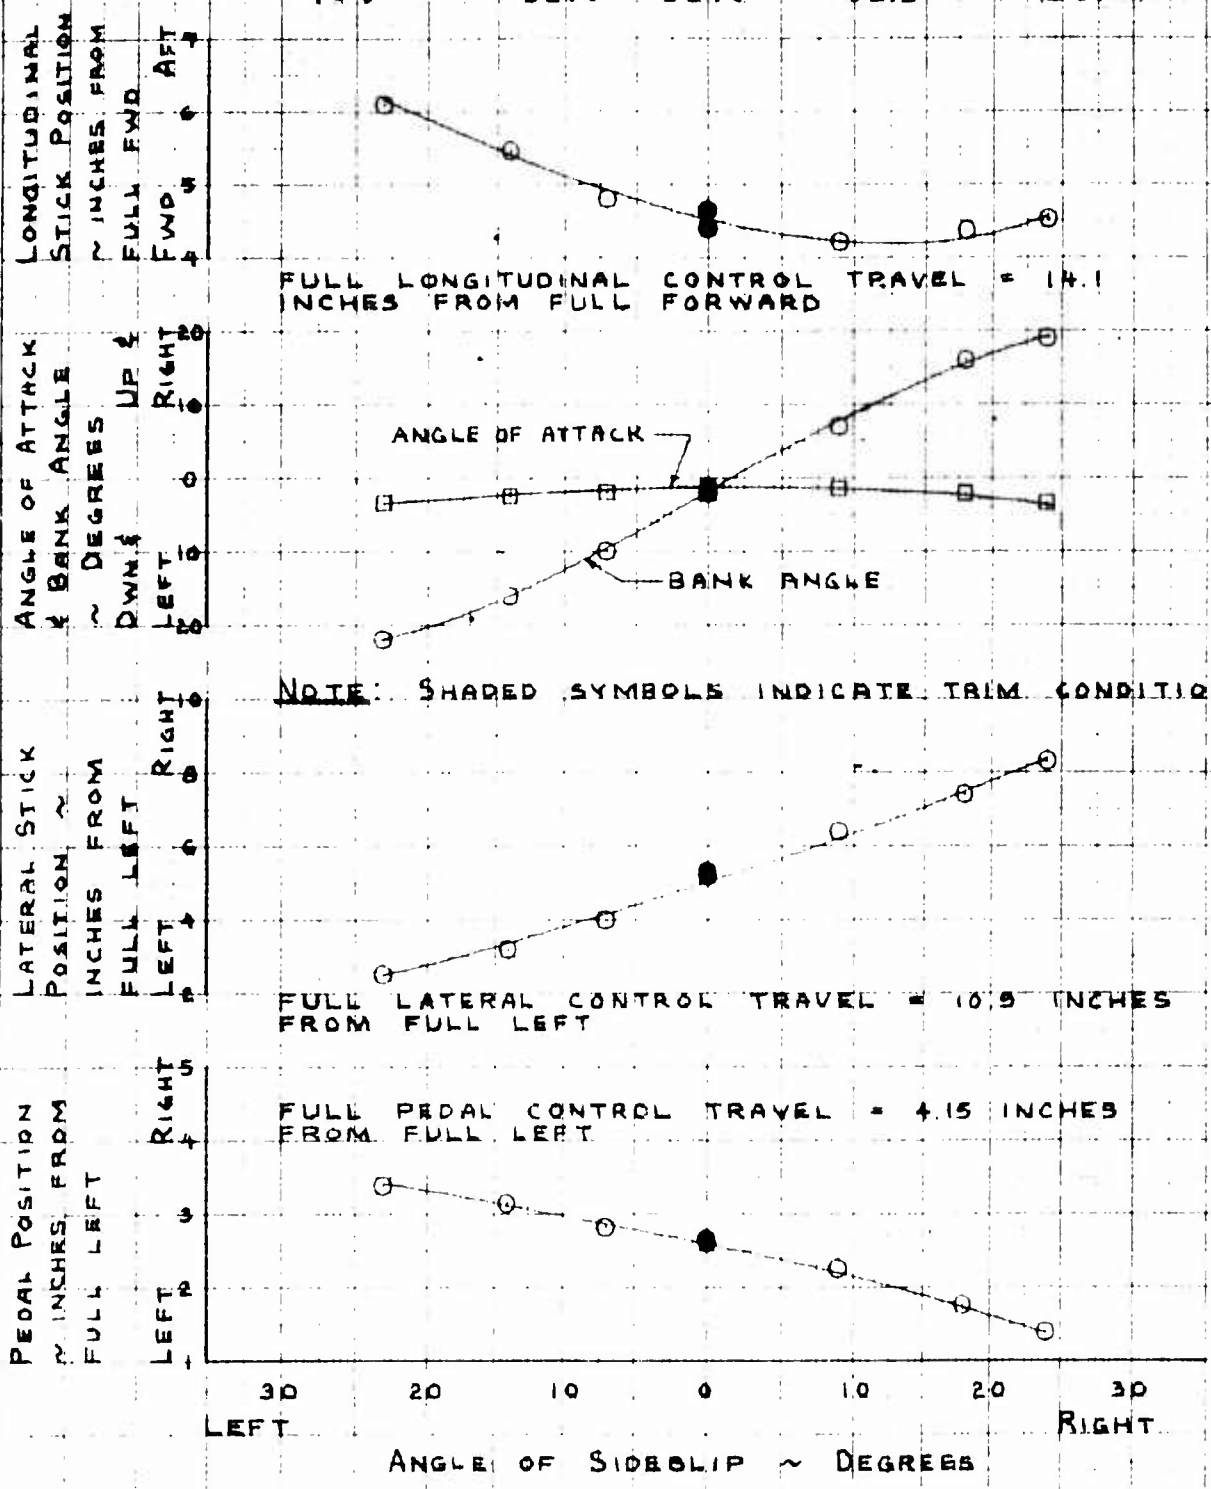 LONGITUDINAL
STICK POSITION
~ INCHES FROM
FULL FWD
FWD AFT
7
6
5
4
FULL LONGITUDINAL CONTROL TRAVEL = 14.1
INCHES FROM FULL FORWARD
ANGLE OF ATTACK
& BANK ANGLE
~ DEGREES
DWN & UP &
LEFT RIGHT
20
10
0
10
20
ANGLE OF ATTACK
BANK ANGLE
NOTE: SHADED SYMBOLS INDICATE TRIM CONDITIO
LATERAL STICK
POSITION ~
INCHES FROM
FULL LEFT
LEFT RIGHT
10
8
6
4
2
FULL LATERAL CONTROL TRAVEL = 10.9 INCHES
FROM FULL LEFT
PEDAL POSITION
~ INCHES FROM
FULL LEFT
LEFT RIGHT
5
4
3
2
1
FULL PEDAL CONTROL TRAVEL = 4.15 INCHES
FROM FULL LEFT
30 20 10 0 10 20 30
LEFT RIGHT
ANGLE OF SIDESLIP ~ DEGREES